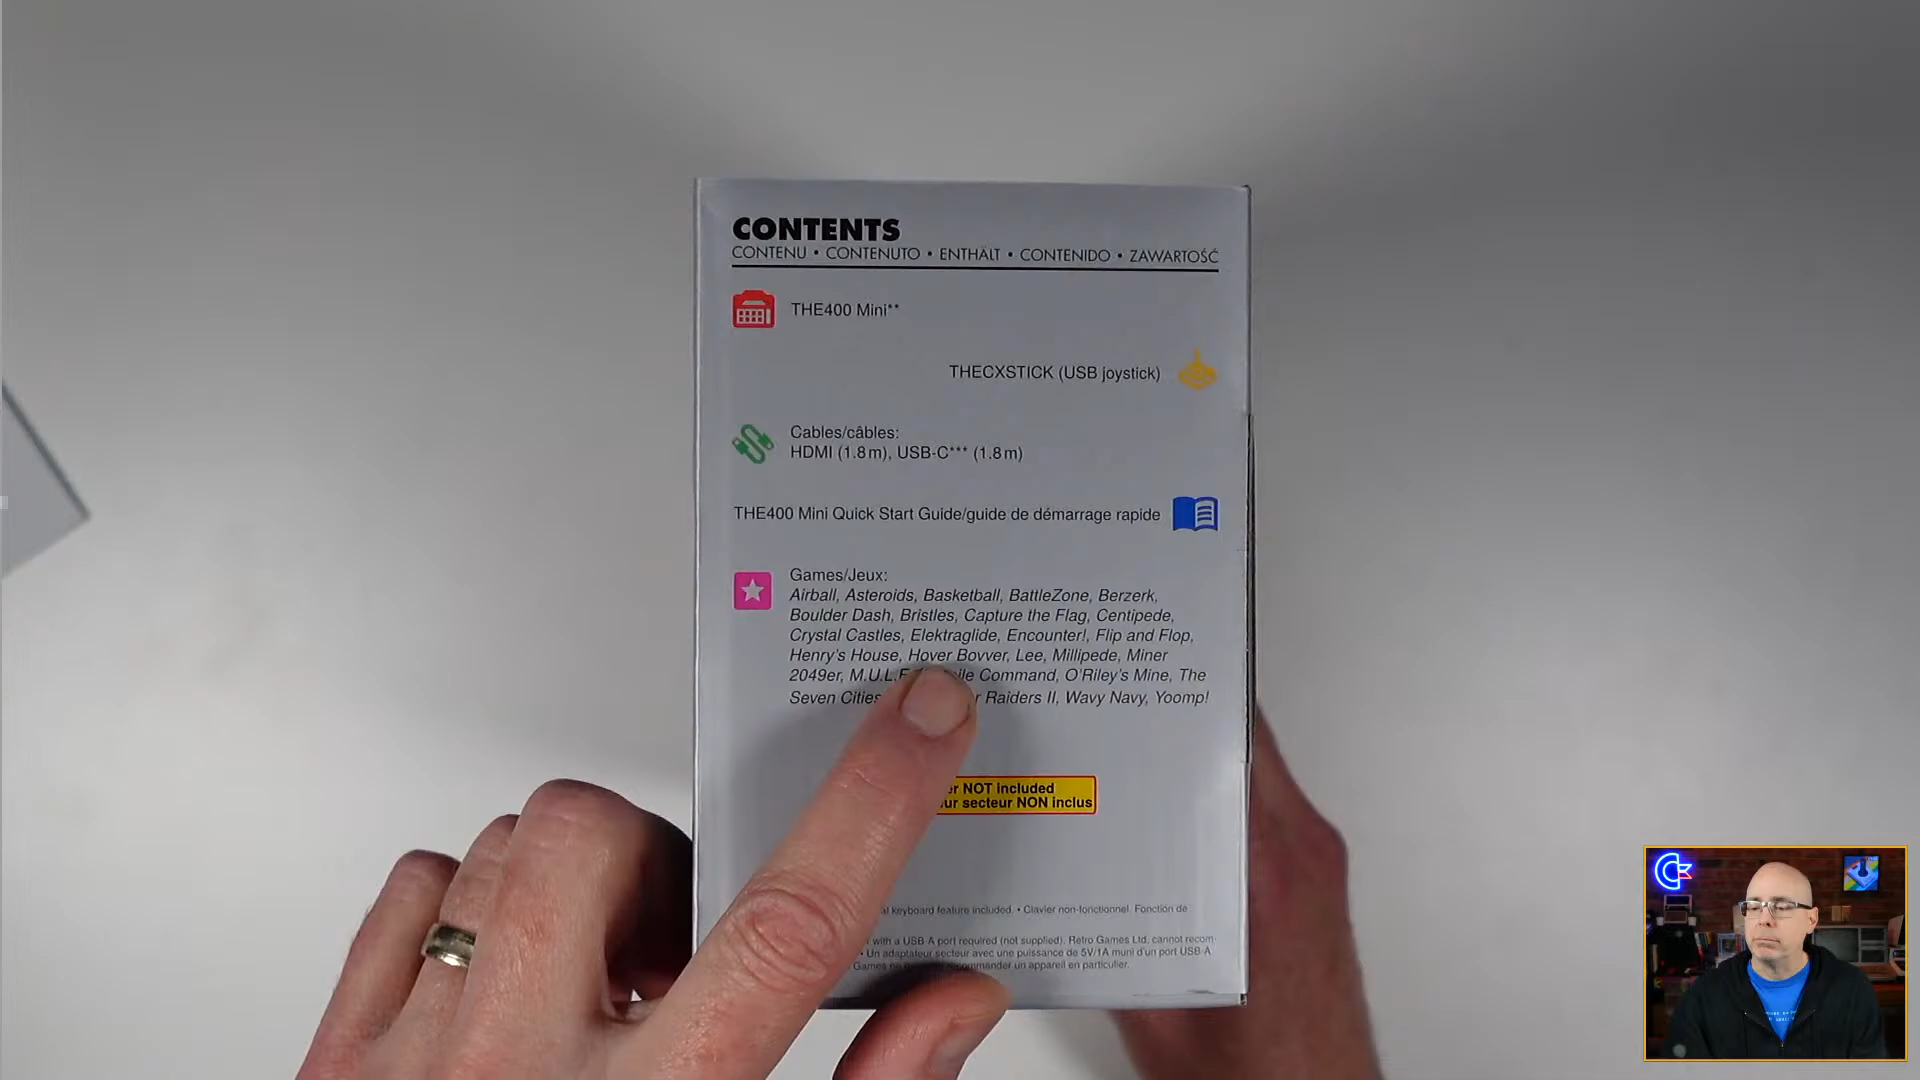 CONTENTS
CONTENU • CONTENUTO • ENTHÄLT • CONTENIDO • ZAWARTOŚĆ
THE400 Mini**
THECXSTICK (USB joystick)
Cables/câbles:
HDMI (1.8m), USB-C*** (1.8m)
THE400 Mini Quick Start Guide/guide de démarrage rapide
Games/Jeux:
Airball, Asteroids, Basketball, BattleZone, Berzerk,
Boulder Dash, Bristles, Capture the Flag, Centipede,
Crystal Castles, Elektraglide, Encounter!, Flip and Flop,
Henry's House, Hover Bovver, Lee, Millipede, Miner
2049er, Command, O'Riley's Mine, The
Seven Cities Raiders II, Wavy Navy, Yoomp!
NOT included
secteur NON inclus
keyboard feature included. • Clavier non-fonctionnel. Fonction de
with a USB-A port required (not supplied). Retro Games Ltd. cannot recom-
• Un adaptateur secteur avec une puissance de 5V/1A muni d'un port USB-A
Games un appareil en particulier.